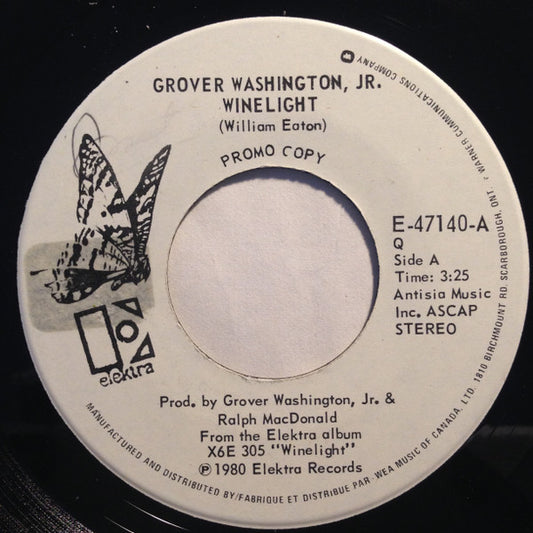 GROVER WASHINGTON, JR.
WINELIGHT
(William Eaton)
PROMO COPY
E-47140-A
Q
Side A
Time: 3:25
Antisia Music
Inc. ASCAP
STEREO
elektra
Prod. by Grover Washington, Jr. &
Ralph MacDonald
From the Elektra album
X6E 305 "Winelight"
℗ 1980 Elektra Records
MANUFACTURED AND DISTRIBUTED BY/FABRIQUE ET DISTRIBUE PAR-WEA MUSIC OF CANADA, LTD. 1810 BIRCHMOUNT RD. SCARBOROUGH, ONT. WARNER COMMUNICATIONS COMPANY